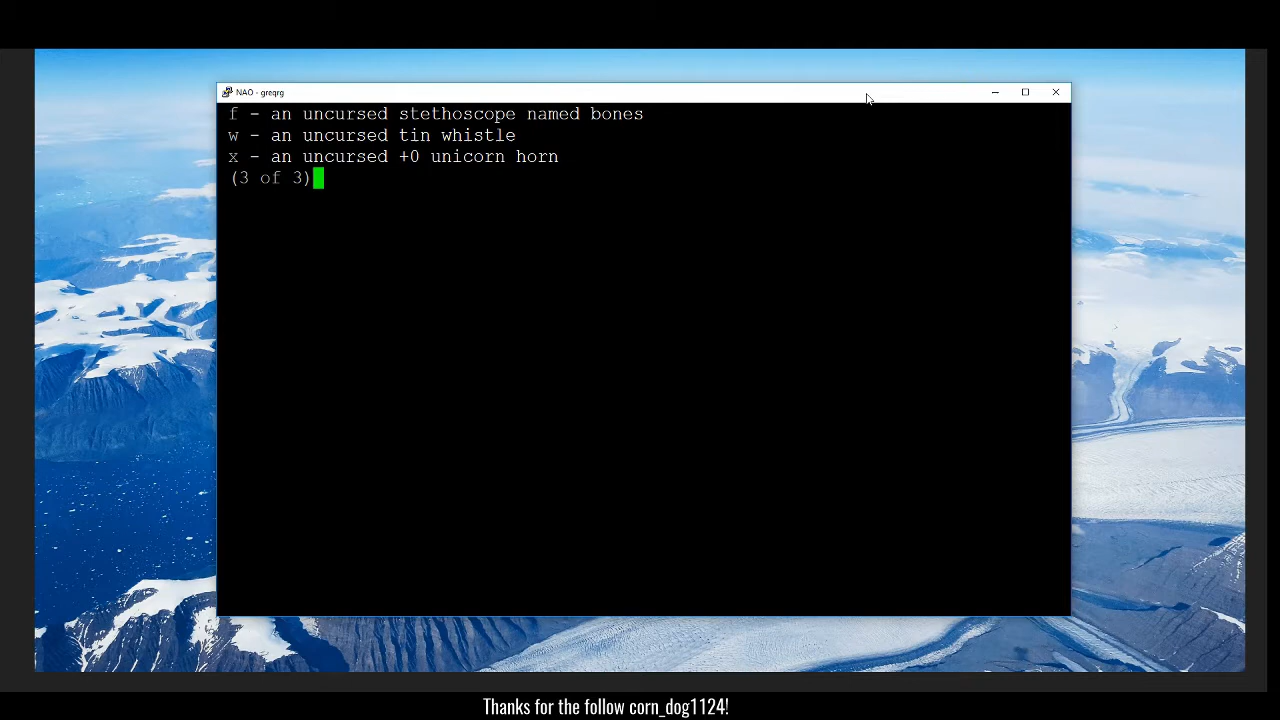 NAO - greqrg
f - an uncursed stethoscope named bones
w - an uncursed tin whistle
x - an uncursed +0 unicorn horn
(3 of 3)
Thanks for the follow corn_dog1124!